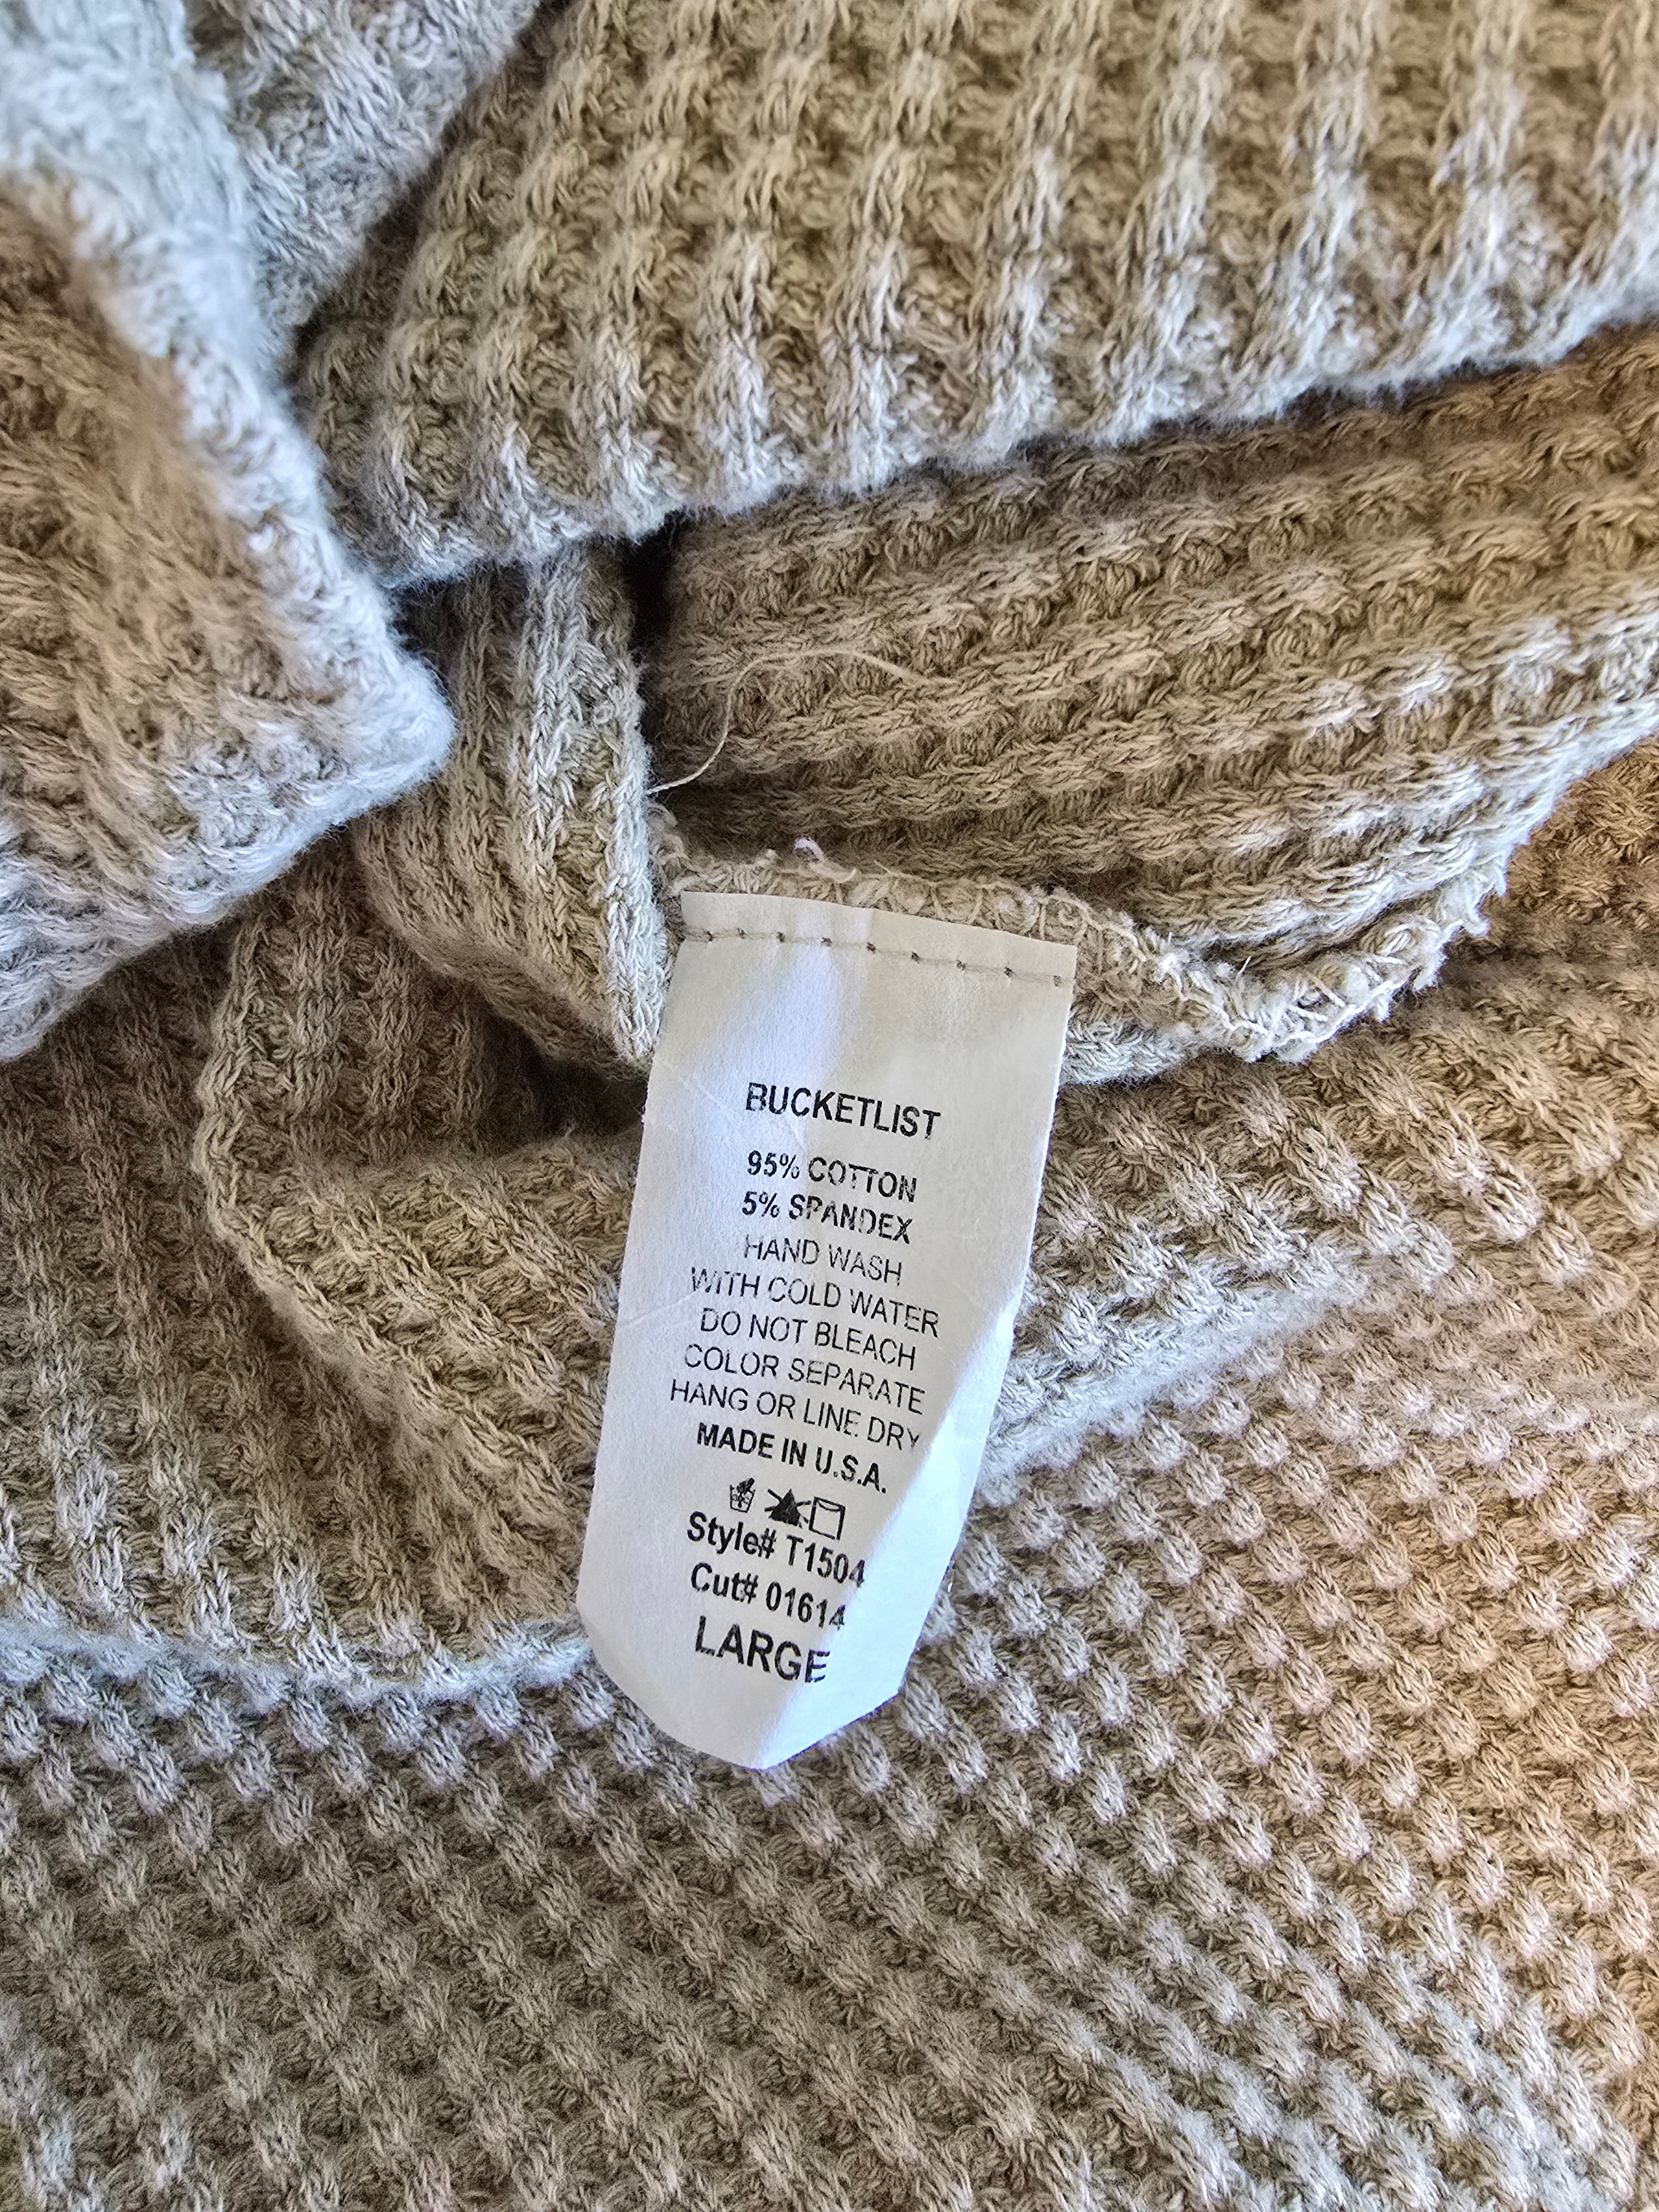 BUCKETLIST
95% COTTON
5% SPANDEX
HAND WASH
WITH COLD WATER
DO NOT BLEACH
COLOR SEPARATE
HANG OR LINE DRY
MADE IN U.S.A.
Style# T1504
Cut# 01614
LARGE